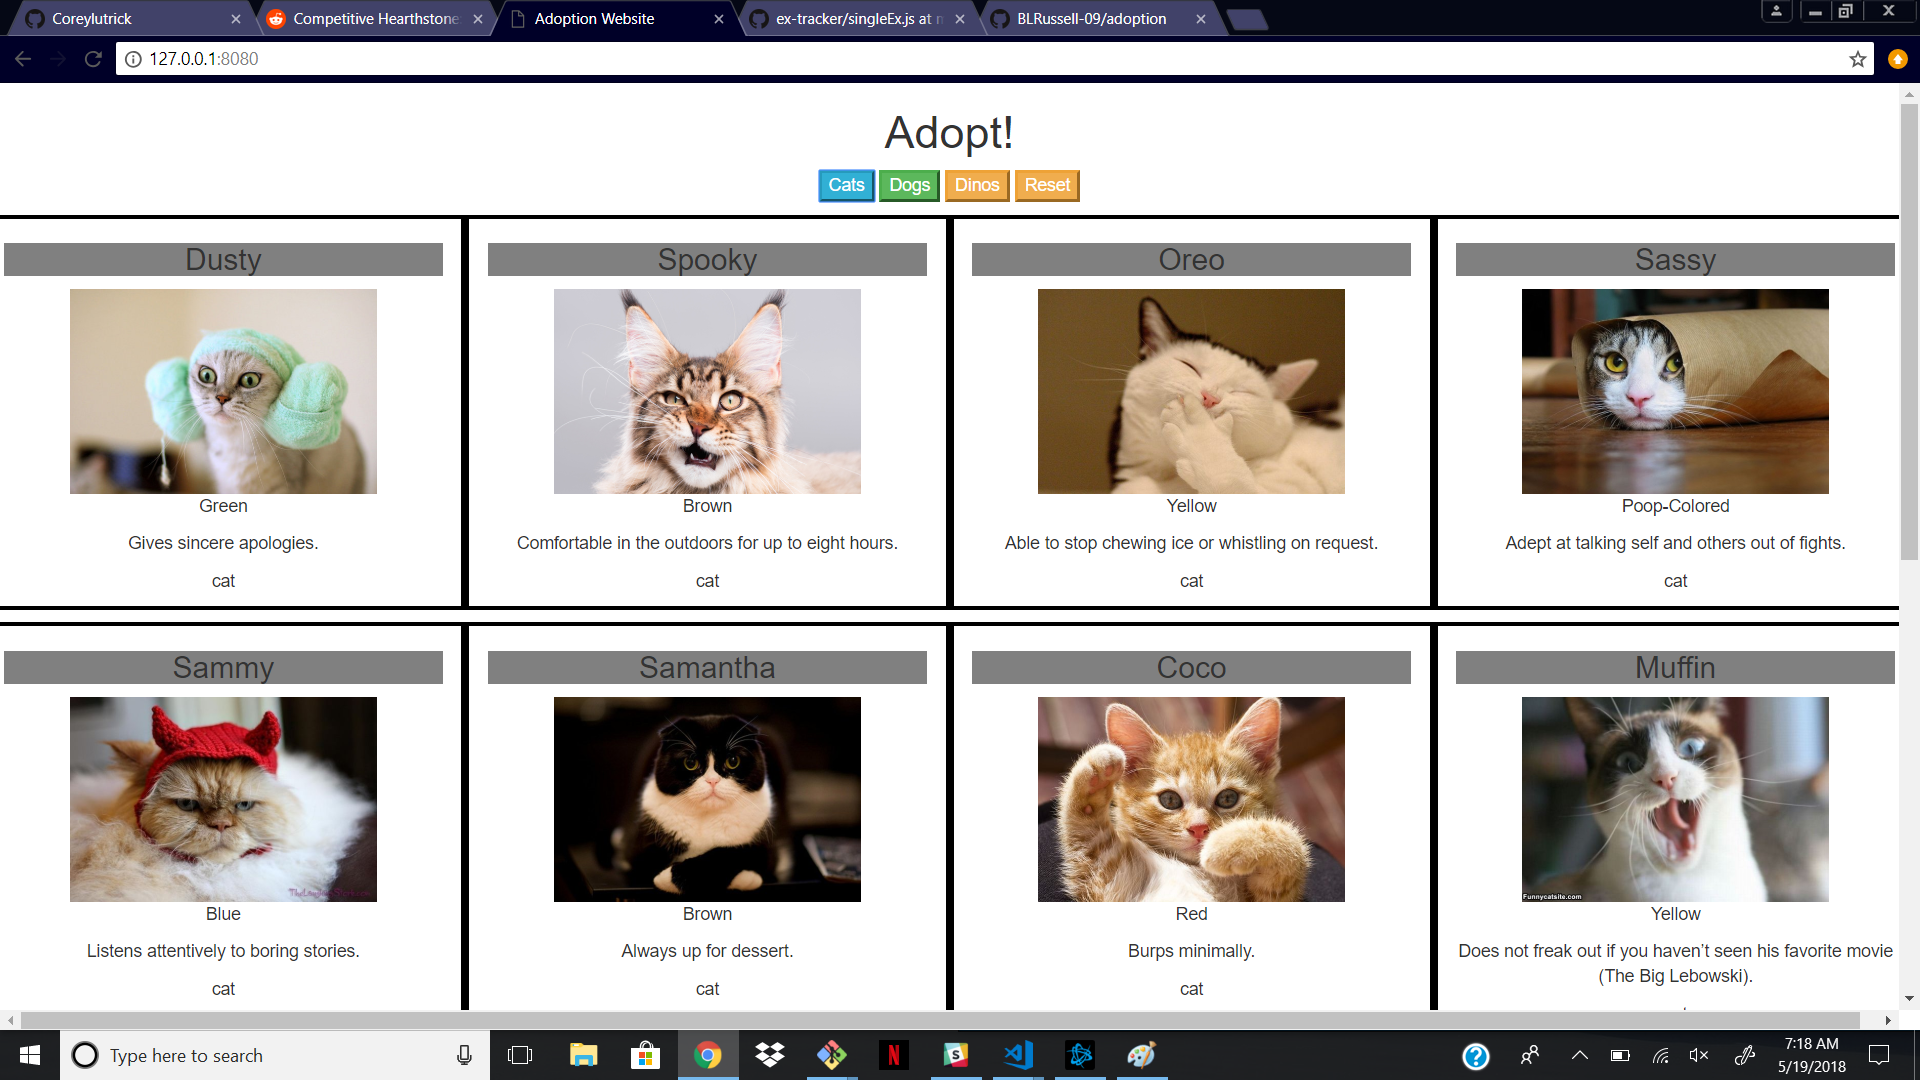 Coreylutrick
Competitive Hearthstone
Adoption Website
ex-tracker/singleEx.js at
BLRussell-09/adoption
127.0.0.1:8080
Adopt!
Cats Dogs Dinos Reset
Dusty
Spooky
Oreo
Sassy
Green
Brown
Yellow
Poop-Colored
Gives sincere apologies.
Comfortable in the outdoors for up to eight hours.
Able to stop chewing ice or whistling on request.
Adept at talking self and others out of fights.
cat
cat
cat
cat
Sammy
Samantha
Coco
Muffin
Funnycatsite.com
Blue
Brown
Red
Yellow
Listens attentively to boring stories.
Always up for dessert.
Burps minimally.
Does not freak out if you haven’t seen his favorite movie
(The Big Lebowski).
cat
cat
cat
Type here to search
7:18 AM
5/19/2018